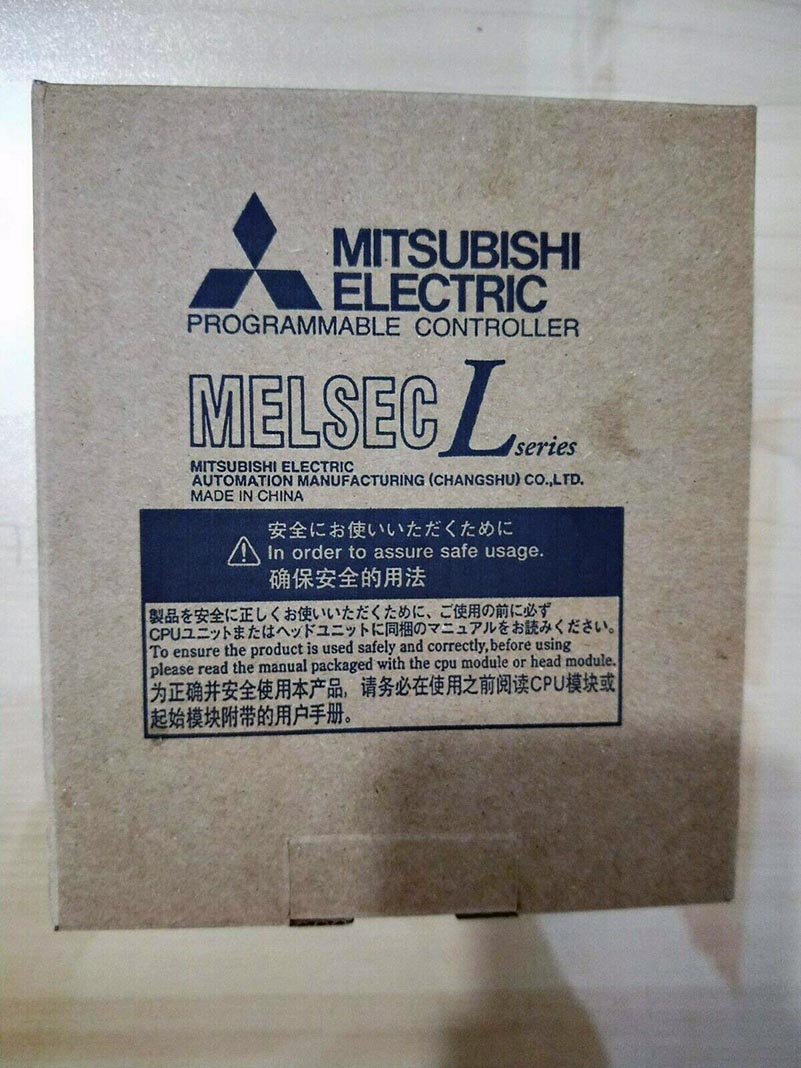 MITSUBISHI
ELECTRIC
PROGRAMMABLE CONTROLLER
MELSEC L series
MITSUBISHI ELECTRIC
AUTOMATION MANUFACTURING (CHANGSHU) CO.,LTD.
MADE IN CHINA
安全にお使いいただくために
In order to assure safe usage.
确保安全的用法
製品を安全に正しくお使いいただくために、ご使用の前に必ず
CPUユニットまたはヘッドユニットに同梱のマニュアルをお読みください。
To ensure the product is used safely and correctly,before using
please read the manual packaged with the cpu module or head module.
为正确并安全使用本产品，请务必在使用之前阅读CPU模块或
起始模块附带的用户手册。